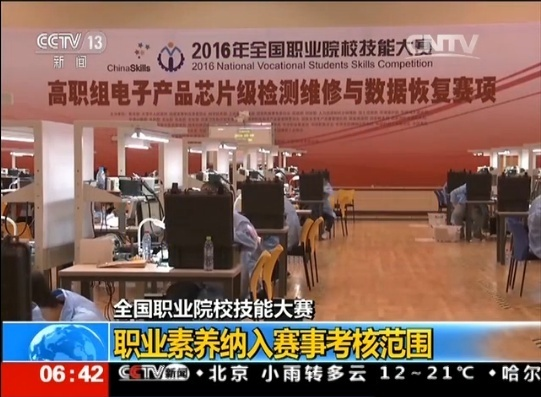 CCTV 13
新闻
CNTV
ChinaSkills
2016年全国职业院校技能大赛
2016 National Vocational Students Skills Competition
高职组电子产品芯片级检测维修与数据恢复赛项
全国职业院校技能大赛
职业素养纳入赛事考核范围
06:42 CCTV 新闻 北京 小雨转多云 12~21℃ 哈尔